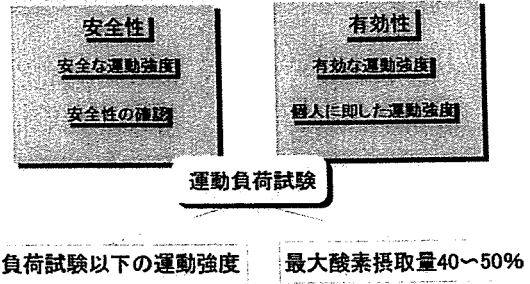 安全性
安全な運動強度
安全性の確認
有効性
有効な運動強度
個人に即した運動強度
運動負荷試験
負荷試験以下の運動強度
最大酸素摂取量40〜50%